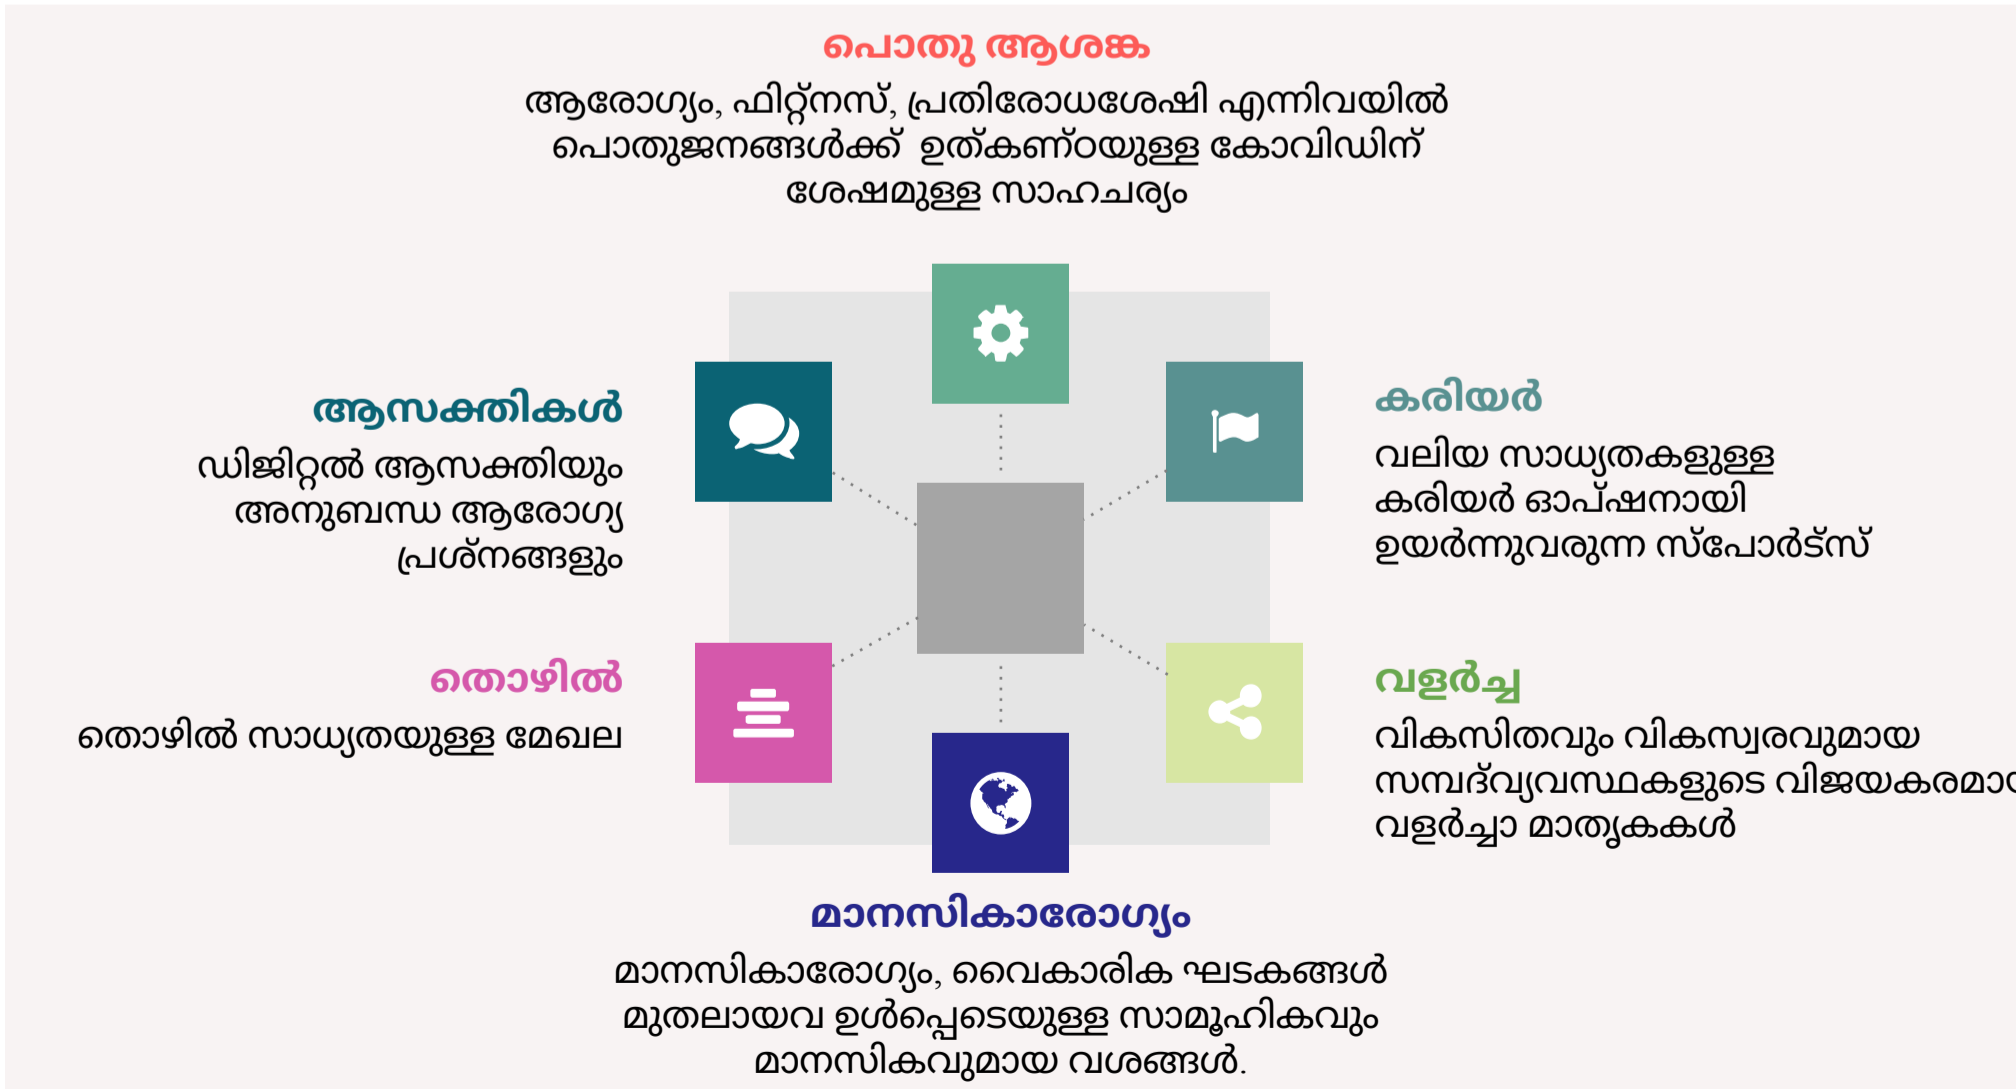 പൊതു ആശങ്ക
ആരോഗ്യം, ഫിറ്റ്നസ്, പ്രതിരോധശേഷി എന്നിവയിൽ
പൊതുജനങ്ങൾക്ക് ഉത്കണ്ഠയുള്ള കോവിഡിന്
ശേഷമുള്ള സാഹചര്യം
ആസക്തികൾ
ഡിജിറ്റൽ ആസക്തിയും
അനുബന്ധ ആരോഗ്യ
പ്രശ്നങ്ങളും
കരിയർ
വലിയ സാധ്യതകളുള്ള
കരിയർ ഓപ്ഷനായി
ഉയർന്നുവരുന്ന സ്പോർട്സ്
തൊഴിൽ
തൊഴിൽ സാധ്യതയുള്ള മേഖല
വളർച്ച
വികസിതവും വികസ്വരവുമായ
സമ്പദ്‌വ്യവസ്ഥകളുടെ
വളർച്ചാ മാതൃകകൾ
മാനസികാരോഗ്യം
മാനസികാരോഗ്യം, വൈകാരിക ഘടകങ്ങൾ
മുതലായവ ഉൾപ്പെടെയുള്ള സാമൂഹികവും
മാനസികവുമായ വശങ്ങൾ.